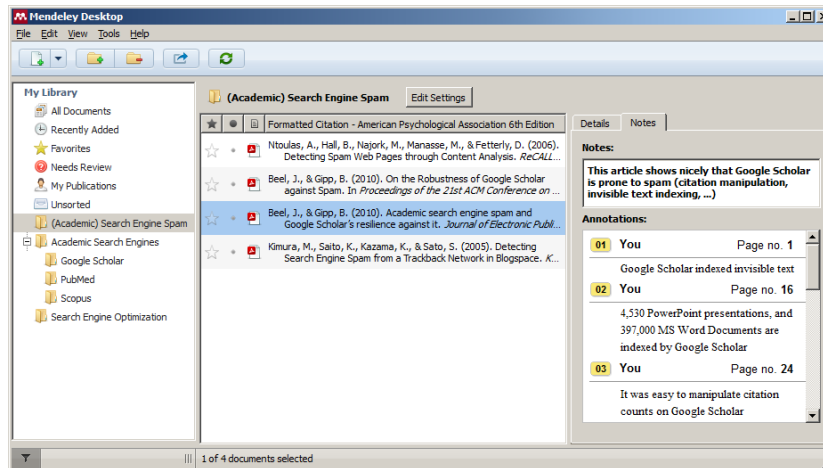 Mendeley Desktop
File Edit View Tools Help
My Library
All Documents
Recently Added
Favorites
Needs Review
My Publications
Unsorted
(Academic) Search Engine Spam
Academic Search Engines
Google Scholar
PubMed
Scopus
Search Engine Optimization
(Academic) Search Engine Spam Edit Settings
Formatted Citation - American Psychological Association 6th Edition
Ntoulas, A., Hall, B., Najork, M., Manasse, M., & Fetterly, D. (2006).
Detecting Spam Web Pages through Content Analysis. ReCALL...
Beel, J., & Gipp, B. (2010). On the Robustness of Google Scholar
against Spam. In Proceedings of the 21st ACM Conference on ...
Beel, J., & Gipp, B. (2010). Academic search engine spam and
Google Scholar's resilience against it. Journal of Electronic Publi...
Kimura, M., Saito, K., Kazama, K., & Sato, S. (2005). Detecting
Search Engine Spam from a Trackback Network in Blogspace. K...
Details Notes
Notes:
This article shows nicely that Google Scholar
is prone to spam (citation manipulation,
invisible text indexing, ...)
Annotations:
01 You Page no. 1
Google Scholar indexed invisible text
02 You Page no. 16
4,530 PowerPoint presentations, and
397,000 MS Word Documents are
indexed by Google Scholar
03 You Page no. 24
It was easy to manipulate citation
counts on Google Scholar
1 of 4 documents selected